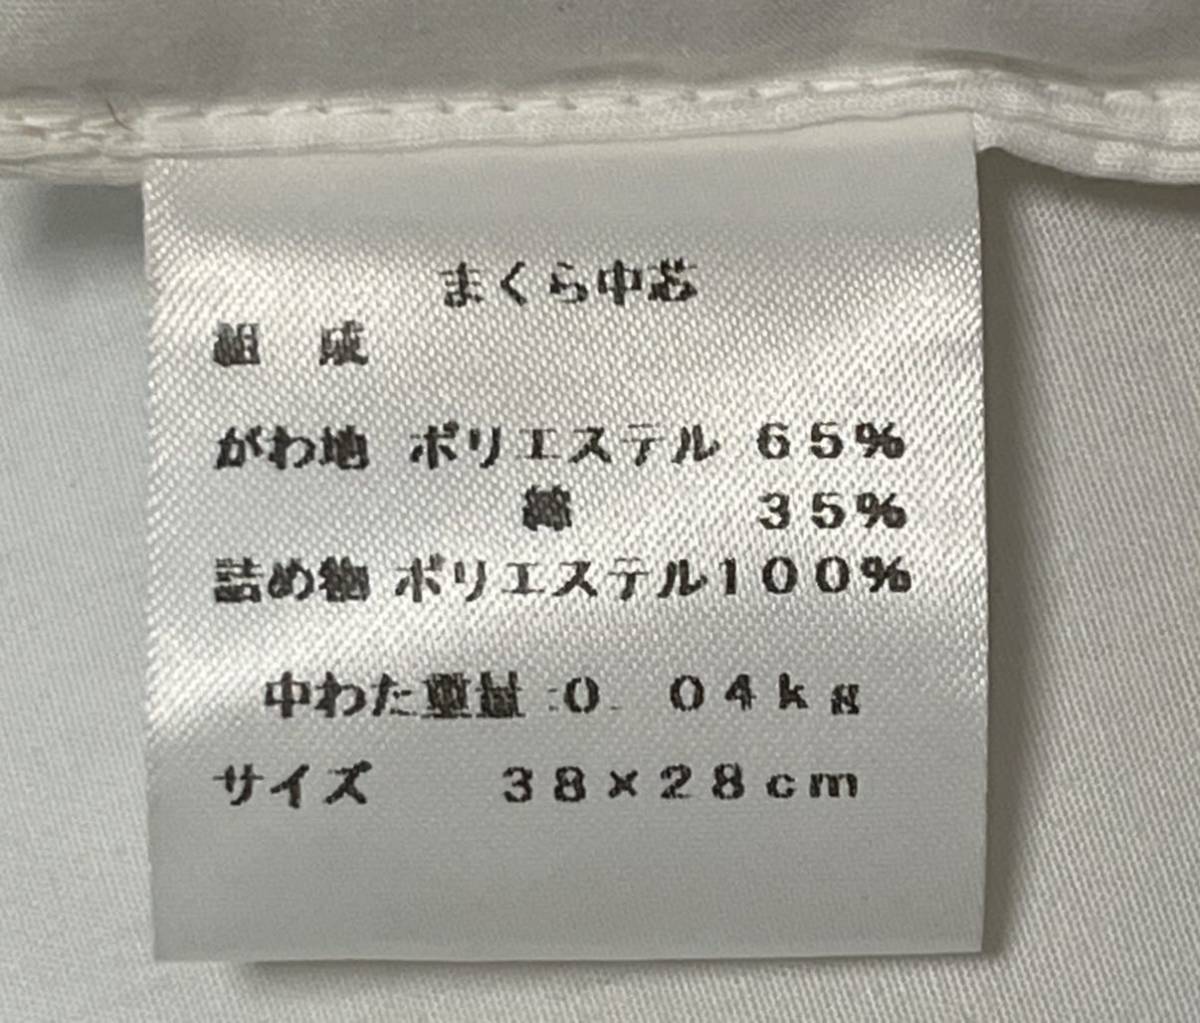 まくら中芯
組　成
がわ地 ポリエステル 65%
綿 35%
詰め物 ポリエステル100%
中わた重量:0. 04kg
サイズ 38×28cm